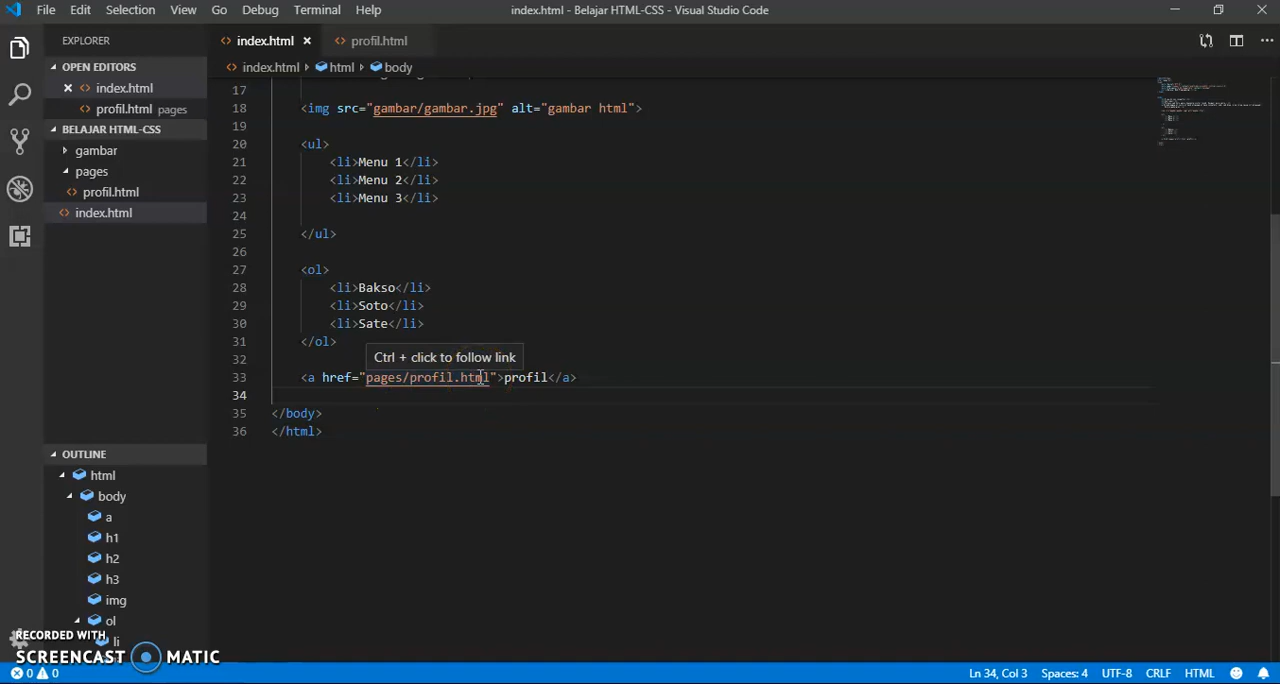 File Edit Selection View Go Debug Terminal Help index.html - Belajar HTML-CSS - Visual Studio Code
EXPLORER
OPEN EDITORS
index.html
profil.html pages
BELAJAR HTML-CSS
gambar
pages
profil.html
index.html
OUTLINE
html
body
a
h1
h2
h3
img
ol
li
index.html profil.html
index.html html body
17
18 <img src="gambar/gambar.jpg" alt="gambar html">
19
20 <ul>
21 <li>Menu 1</li>
22 <li>Menu 2</li>
23 <li>Menu 3</li>
24
25 </ul>
26
27 <ol>
28 <li>Bakso</li>
29 <li>Soto</li>
30 <li>Sate</li>
31 </ol>
32
Ctrl + click to follow link
33 <a href="pages/profil.html">profil</a>
34
35 </body>
36 </html>
RECORDED WITH
SCREENCAST MATIC
0 0 Ln 34, Col 3 Spaces: 4 UTF-8 CRLF HTML